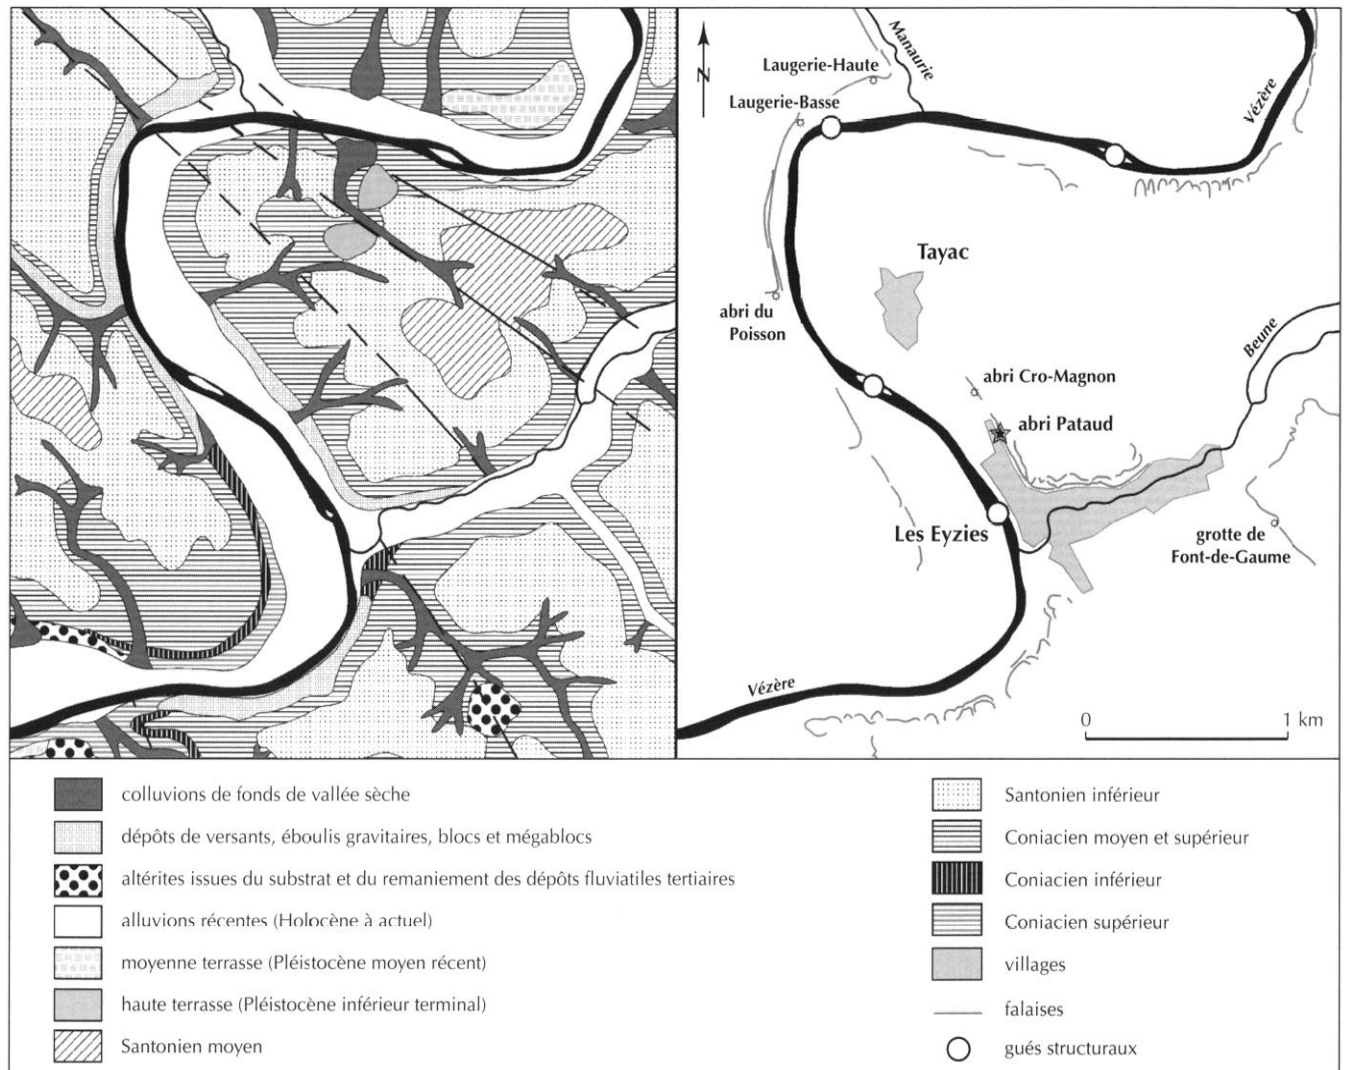 N
Manaurie
Laugerie-Haute
Laugerie-Basse
Vézère
Tayac
abri du
Poisson
Beune
abri Cro-Magnon
abri Pataud
Les Eyzies
grotte de
Font-de-Gaume
Vézère
0 1 km
colluvions de fonds de vallée sèche
dépôts de versants, éboulis gravitaires, blocs et mégablocs
altérites issues du substrat et du remaniement des dépôts fluviatiles tertiaires
alluvions récentes (Holocène à actuel)
moyenne terrasse (Pléistocène moyen récent)
haute terrasse (Pléistocène inférieur terminal)
Santonien moyen
Santonien inférieur
Coniacien moyen et supérieur
Coniacien inférieur
Coniacien supérieur
villages
falaises
gués structuraux